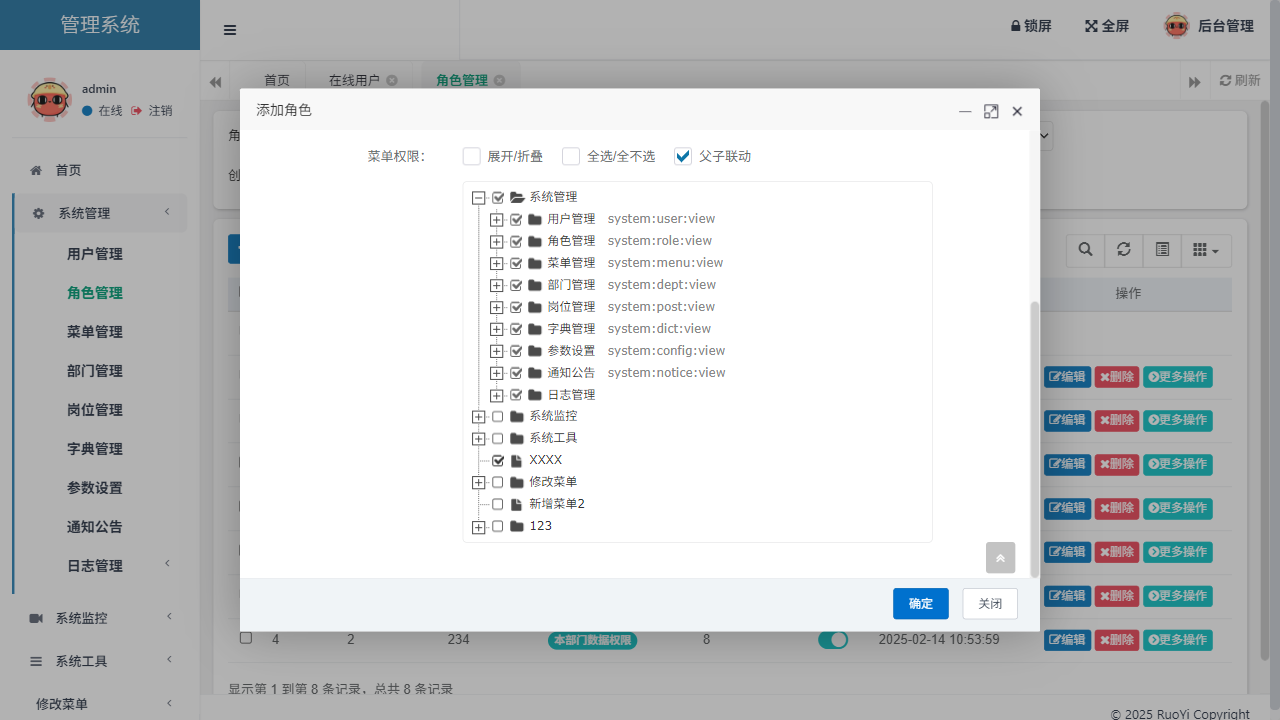 管理系统
锁屏 全屏 后台管理
首页 在线用户 角色管理 刷新
admin
在线 注销
首页
系统管理
用户管理
角色管理
菜单管理
部门管理
岗位管理
字典管理
参数设置
通知公告
日志管理
系统监控
系统工具
修改菜单
添加角色
菜单权限： 展开/折叠 全选/全不选 父子联动
系统管理
用户管理 system:user:view
角色管理 system:role:view
菜单管理 system:menu:view
部门管理 system:dept:view
岗位管理 system:post:view
字典管理 system:dict:view
参数设置 system:config:view
通知公告 system:notice:view
日志管理
系统监控
系统工具
XXXX
修改菜单
新增菜单2
123
确定 关闭
操作
编辑 删除 更多操作
编辑 删除 更多操作
编辑 删除 更多操作
编辑 删除 更多操作
编辑 删除 更多操作
编辑 删除 更多操作
4 2 234 本部门数据权限 8 2025-02-14 10:53:59 编辑 删除 更多操作
显示第 1 到第 8 条记录，总共 8 条记录
© 2025 RuoYi Copyright